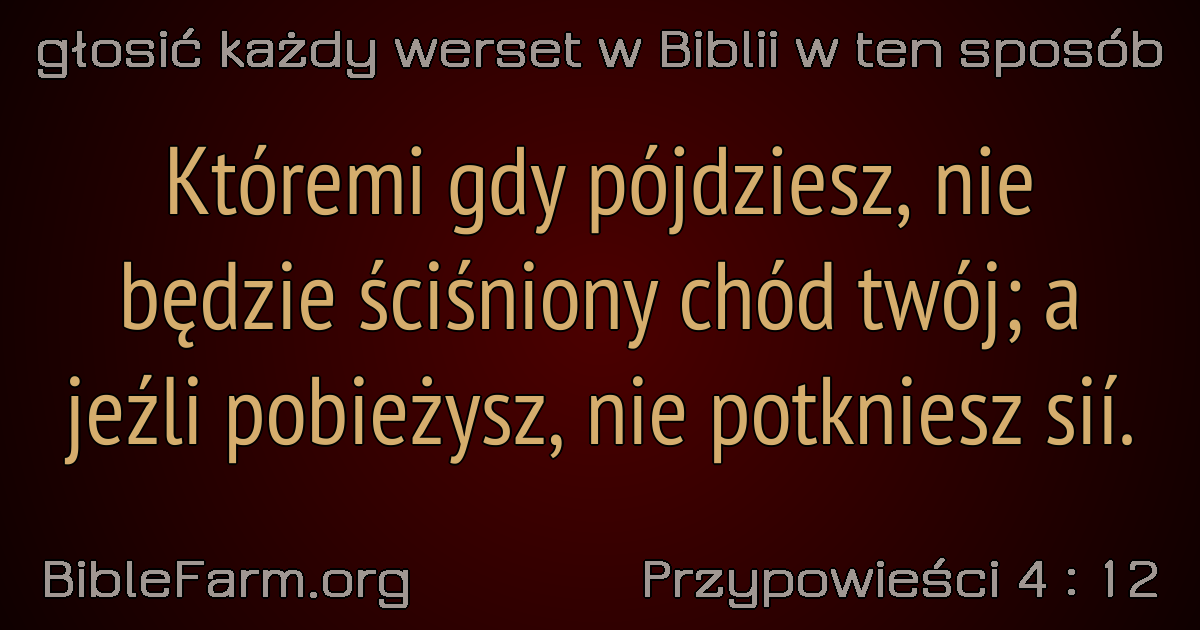 głosić każdy werset w Biblii w ten sposób
Któremi gdy pójdziesz, nie
będzie ściśniony chód twój; a
jeźli pobieżysz, nie potkniesz sií.
BibleFarm.org
Przypowieści 4 : 12